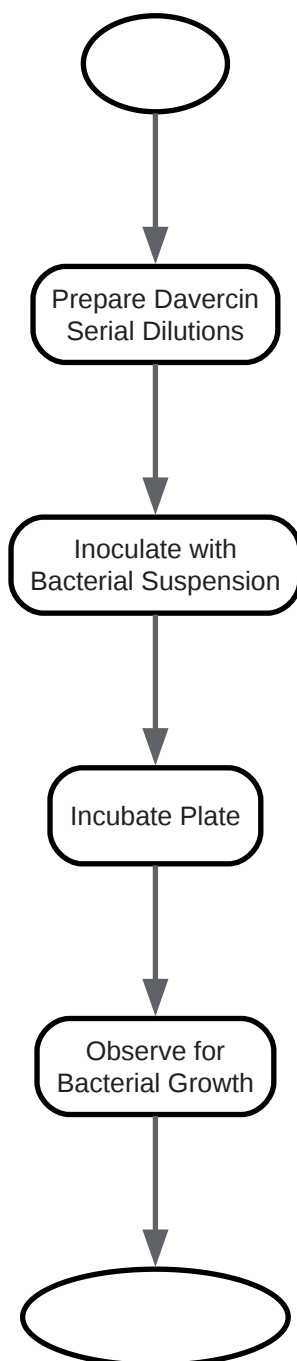 Prepare Davercin
Serial Dilutions
Inoculate with
Bacterial Suspension
Incubate Plate
Observe for
Bacterial Growth